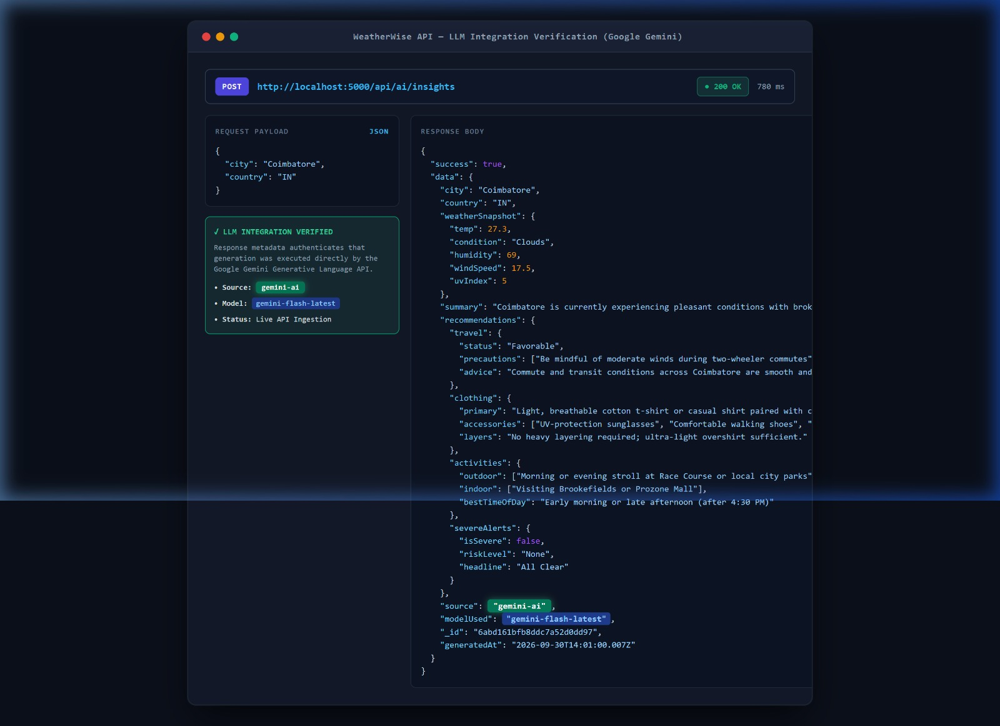 WeatherWise API — LLM Integration Verification (Google Gemini)
POST http://localhost:5000/api/ai/insights ● 200 OK 780 ms
REQUEST PAYLOAD JSON
{
"city": "Coimbatore",
"country": "IN"
}
✓ LLM INTEGRATION VERIFIED
Response metadata authenticates that
generation was executed directly by the
Google Gemini Generative Language API.
• Source: gemini-ai
• Model: gemini-flash-latest
• Status: Live API Ingestion
RESPONSE BODY
{
"success": true,
"data": {
"city": "Coimbatore",
"country": "IN",
"weatherSnapshot": {
"temp": 27.3,
"condition": "Clouds",
"humidity": 69,
"windSpeed": 17.5,
"uvIndex": 5
},
"summary": "Coimbatore is currently experiencing pleasant conditions with brok
"recommendations": {
"travel": {
"status": "Favorable",
"precautions": ["Be mindful of moderate winds during two-wheeler commutes"
"advice": "Commute and transit conditions across Coimbatore are smooth and
},
"clothing": {
"primary": "Light, breathable cotton t-shirt or casual shirt paired with c
"accessories": ["UV-protection sunglasses", "Comfortable walking shoes", "
"layers": "No heavy layering required; ultra-light overshirt sufficient."
},
"activities": {
"outdoor": ["Morning or evening stroll at Race Course or local city parks"
"indoor": ["Visiting Brookefields or Prozone Mall"],
"bestTimeOfDay": "Early morning or late afternoon (after 4:30 PM)"
},
"severeAlerts": {
"isSevere": false,
"riskLevel": "None",
"headline": "All Clear"
}
},
"source": "gemini-ai",
"modelUsed": "gemini-flash-latest",
"_id": "6abd161bfb8ddc7a52d0dd97",
"generatedAt": "2026-09-30T14:01:00.007Z"
}
}